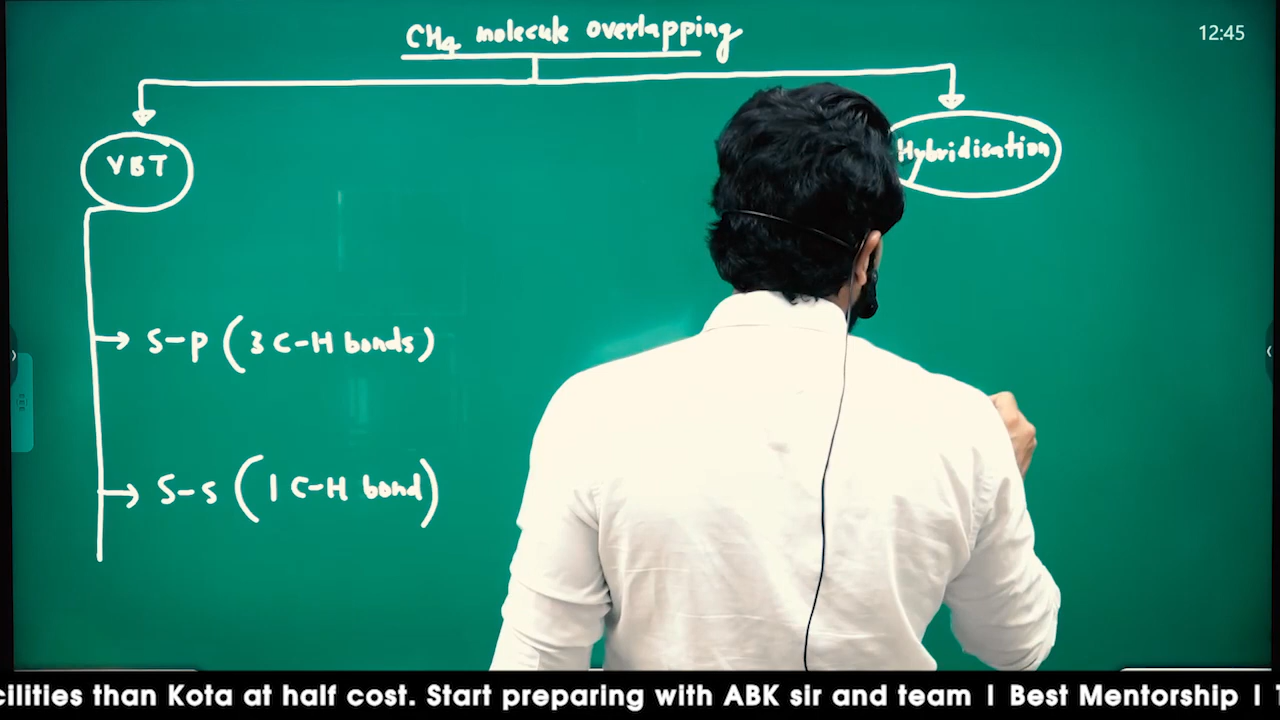 CH4 molecule overlapping
12:45
VBT
Hybridisation
S-p (3 C-H bonds)
S-s (1 C-H bond)
cilities than Kota at half cost. Start preparing with ABK sir and team | Best Mentorship |